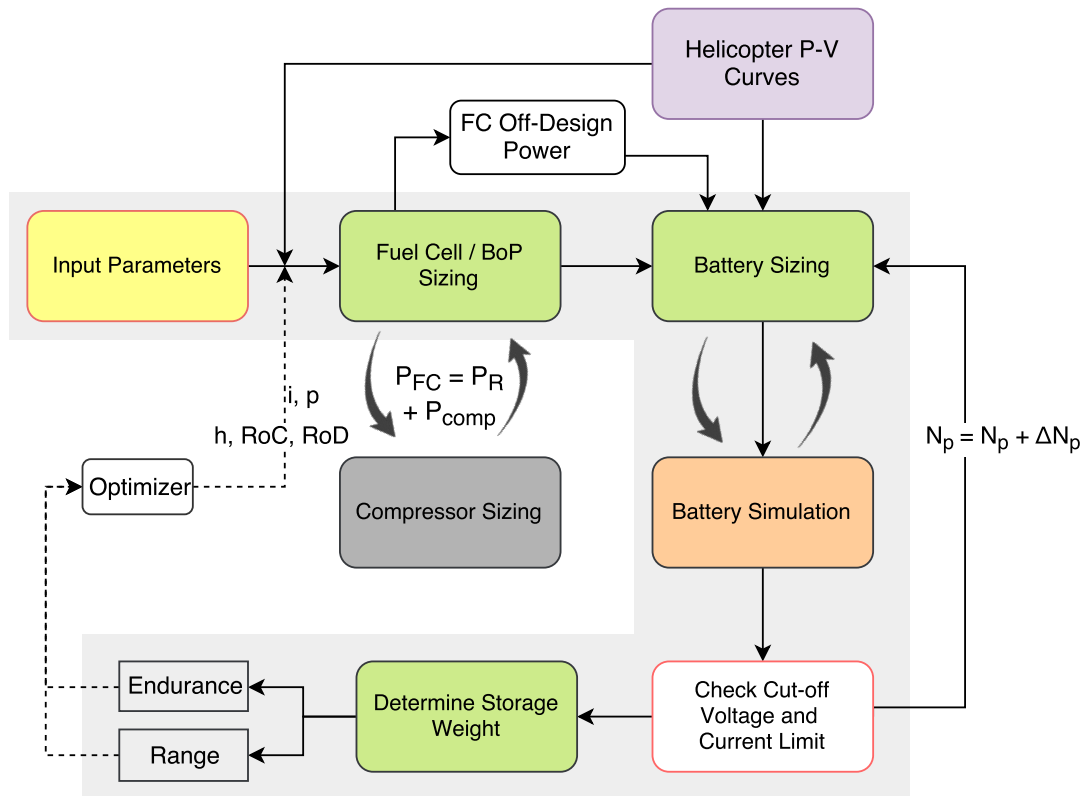 Helicopter P-V
Curves
FC Off-Design
Power
Input Parameters
Fuel Cell / BoP
Sizing
Battery Sizing
P_FC = P_R
+ P_comp
i, p
h, RoC, RoD
N_p = N_p + ΔN_p
Optimizer
Compressor Sizing
Battery Simulation
Endurance
Range
Determine Storage
Weight
Check Cut-off
Voltage and
Current Limit